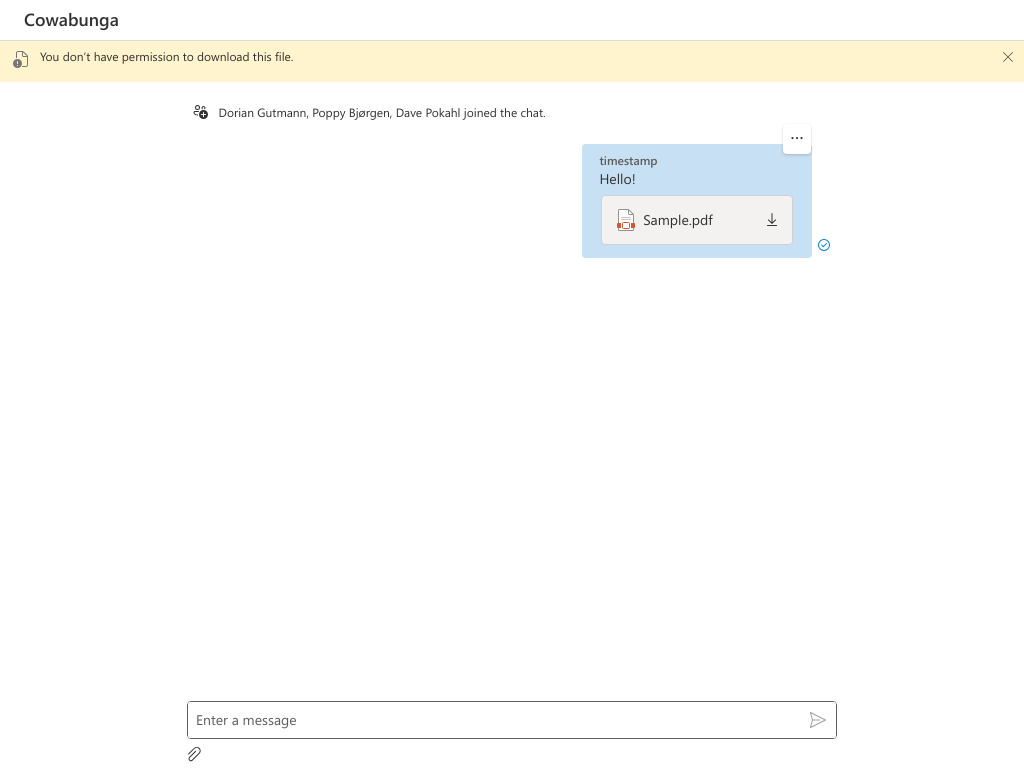 Cowabunga
You don't have permission to download this file.
Dorian Gutmann, Poppy Bjørgen, Dave Pokahl joined the chat.
timestamp
Hello!
Sample.pdf
Enter a message